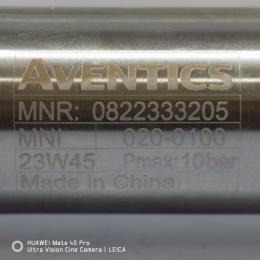 AVENTICS
MNR: 0822333205
MNI 020-0100
23W45 Pmax: 10bar
Made in China
HUAWEI Mate 40 Pro
Ultra Vision Cine Camera | LEICA